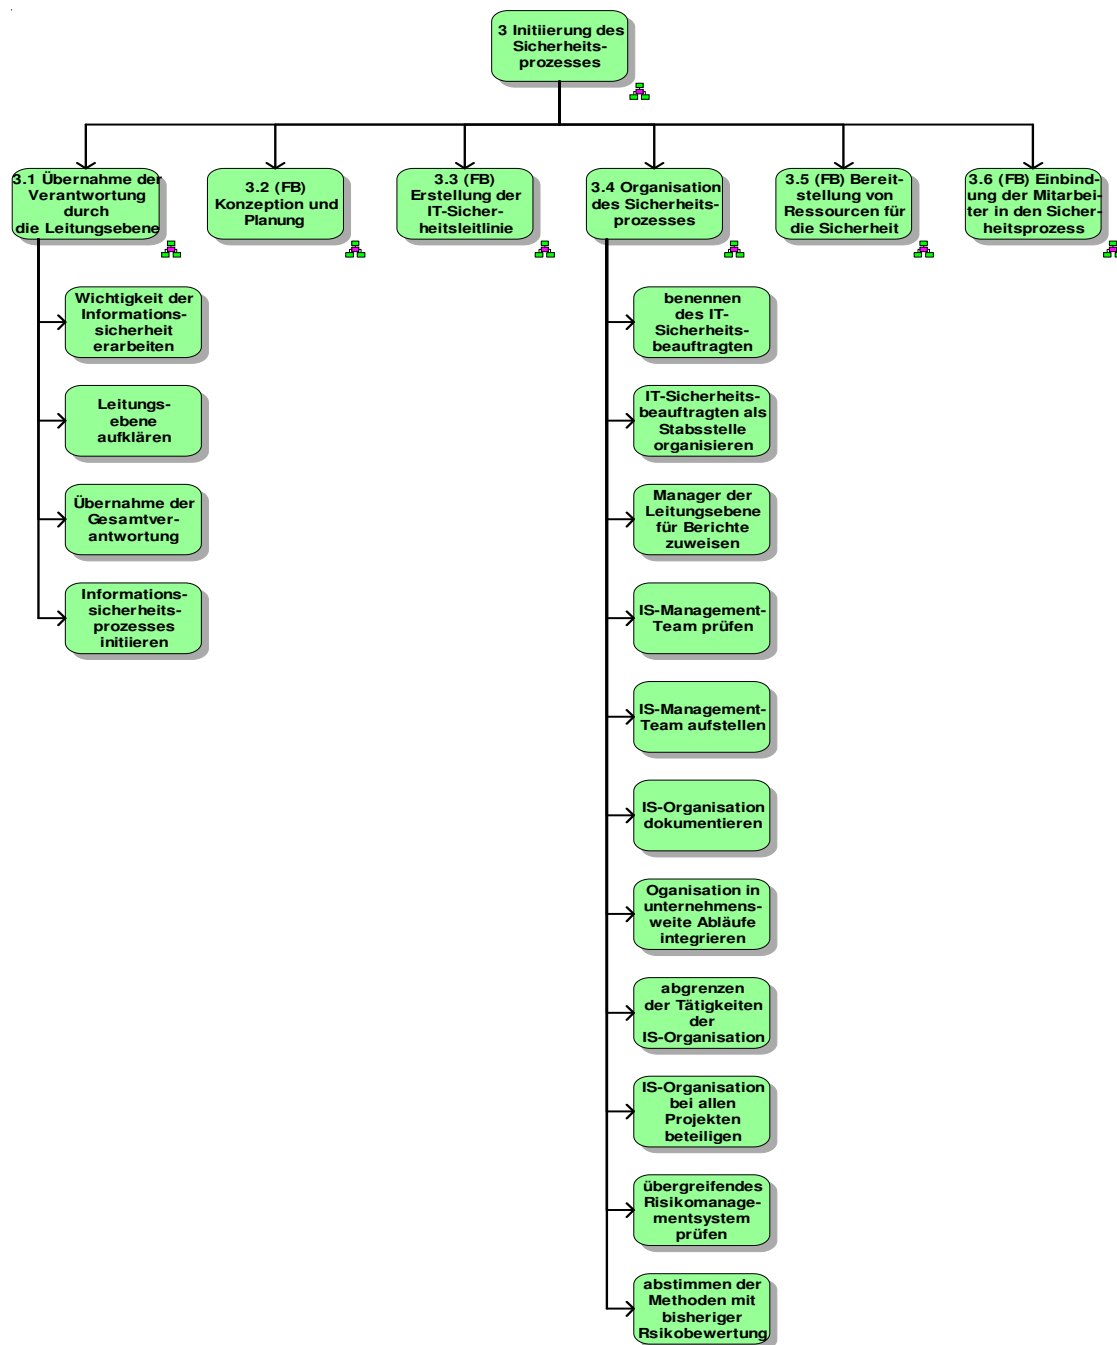 3 Initiierung des
Sicherheits-
prozesses
3.1 Übernahme der
Verantwortung
durch
die Leitungsebene
3.2 (FB)
Konzeption und
Planung
3.3 (FB)
Erstellung der
IT-Sicher-
heitsleitlinie
3.4 Organisation
des Sicherheits-
prozesses
3.5 (FB) Bereit-
stellung von
Ressourcen für
die Sicherheit
3.6 (FB) Einbind-
ung der Mitarbei-
ter in den Sicher-
heitsprozess
Wichtigkeit der
Informations-
sicherheit
erarbeiten
Leitungs-
ebene
aufklären
Übernahme der
Gesamtver-
antwortung
Informations-
sicherheits-
prozesses
initiieren
benennen
des IT-
Sicherheits-
beauftragten
IT-Sicherheits-
beauftragten als
Stabsstelle
organisieren
Manager der
Leitungsebene
für Berichte
zuweisen
IS-Management-
Team prüfen
IS-Management-
Team aufstellen
IS-Organisation
dokumentieren
Oganisation in
unternehmens-
weite Abläufe
integrieren
abgrenzen
der Tätigkeiten
der
IS-Organisation
IS-Organisation
bei allen
Projekten
beteiligen
übergreifendes
Risikomanage-
mentsystem
prüfen
abstimmen der
Methoden mit
bisheriger
Rsikobewertung